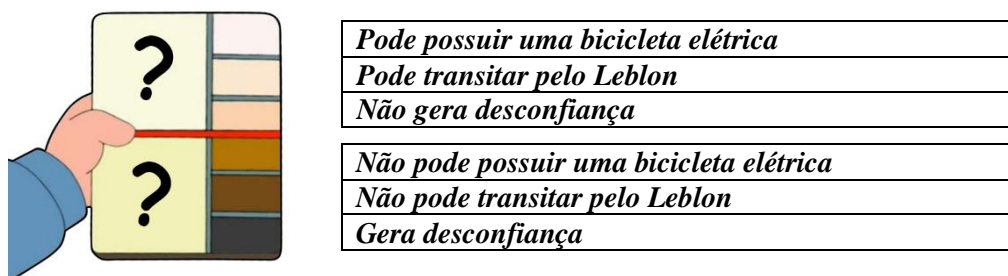 ?
?
Pode possuir uma bicicleta elétrica
Pode transitar pelo Leblon
Não gera desconfiança
Não pode possuir uma bicicleta elétrica
Não pode transitar pelo Leblon
Gera desconfiança